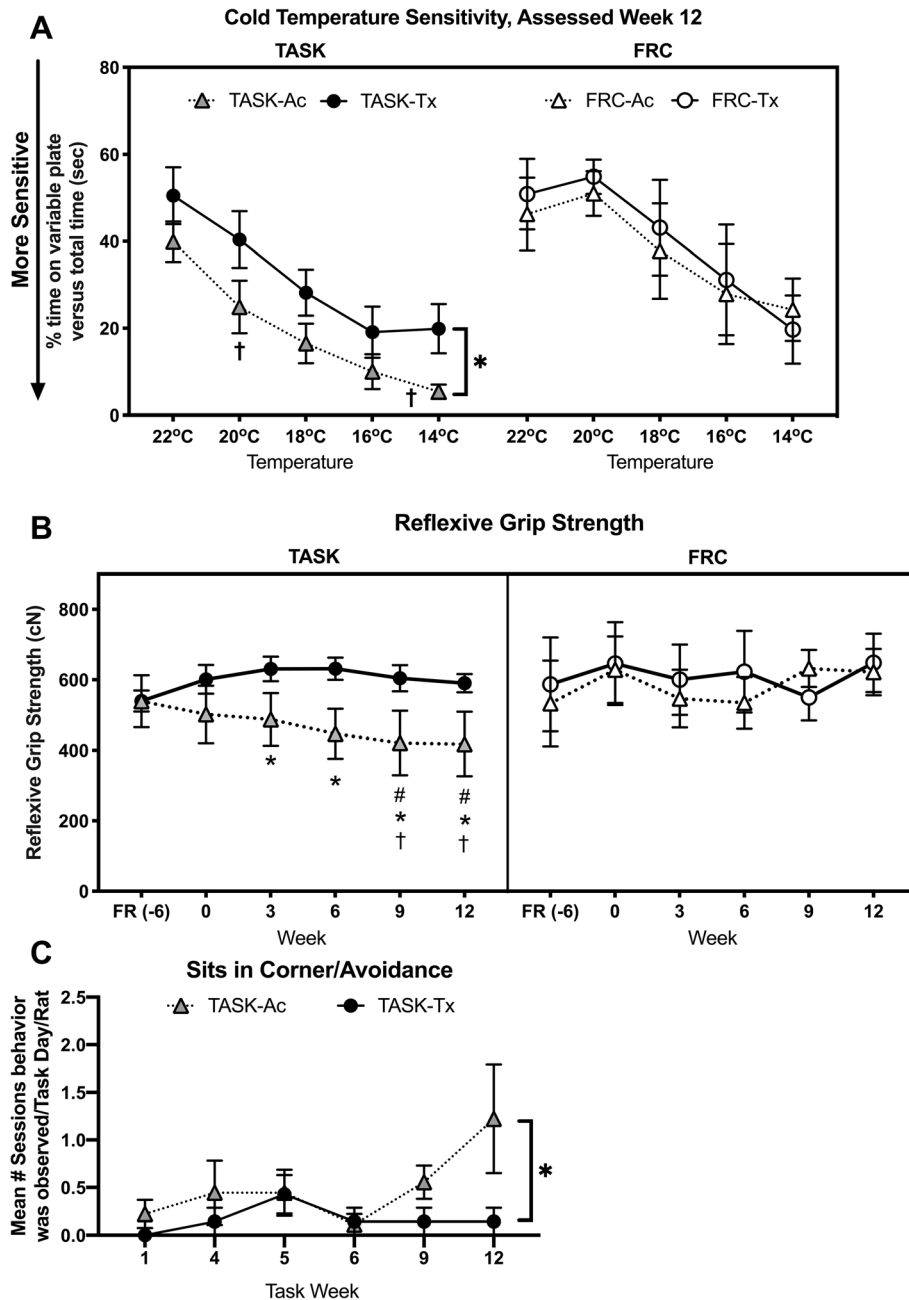 A
Cold Temperature Sensitivity, Assessed Week 12
TASK
FRC
More Sensitive
% time on variable plate
versus total time (sec)
80
60
40
20
0
TASK-Ac
TASK-Tx
FRC-Ac
FRC-Tx
†
†
*
22ºC 20ºC 18ºC 16ºC 14ºC
22ºC 20ºC 18ºC 16ºC 14ºC
Temperature
Temperature
B
Reflexive Grip Strength
TASK
FRC
Reflexive Grip Strength (cN)
800
600
400
200
0
*
*
#
*
†
#
*
†
FR (-6) 0 3 6 9 12
FR (-6) 0 3 6 9 12
Week
Week
C
Sits in Corner/Avoidance
TASK-Ac
TASK-Tx
Mean # Sessions behavior
was observed/Task Day/Rat
2.5
2.0
1.5
1.0
0.5
0.0
*
1 4 5 6 9 12
Task Week